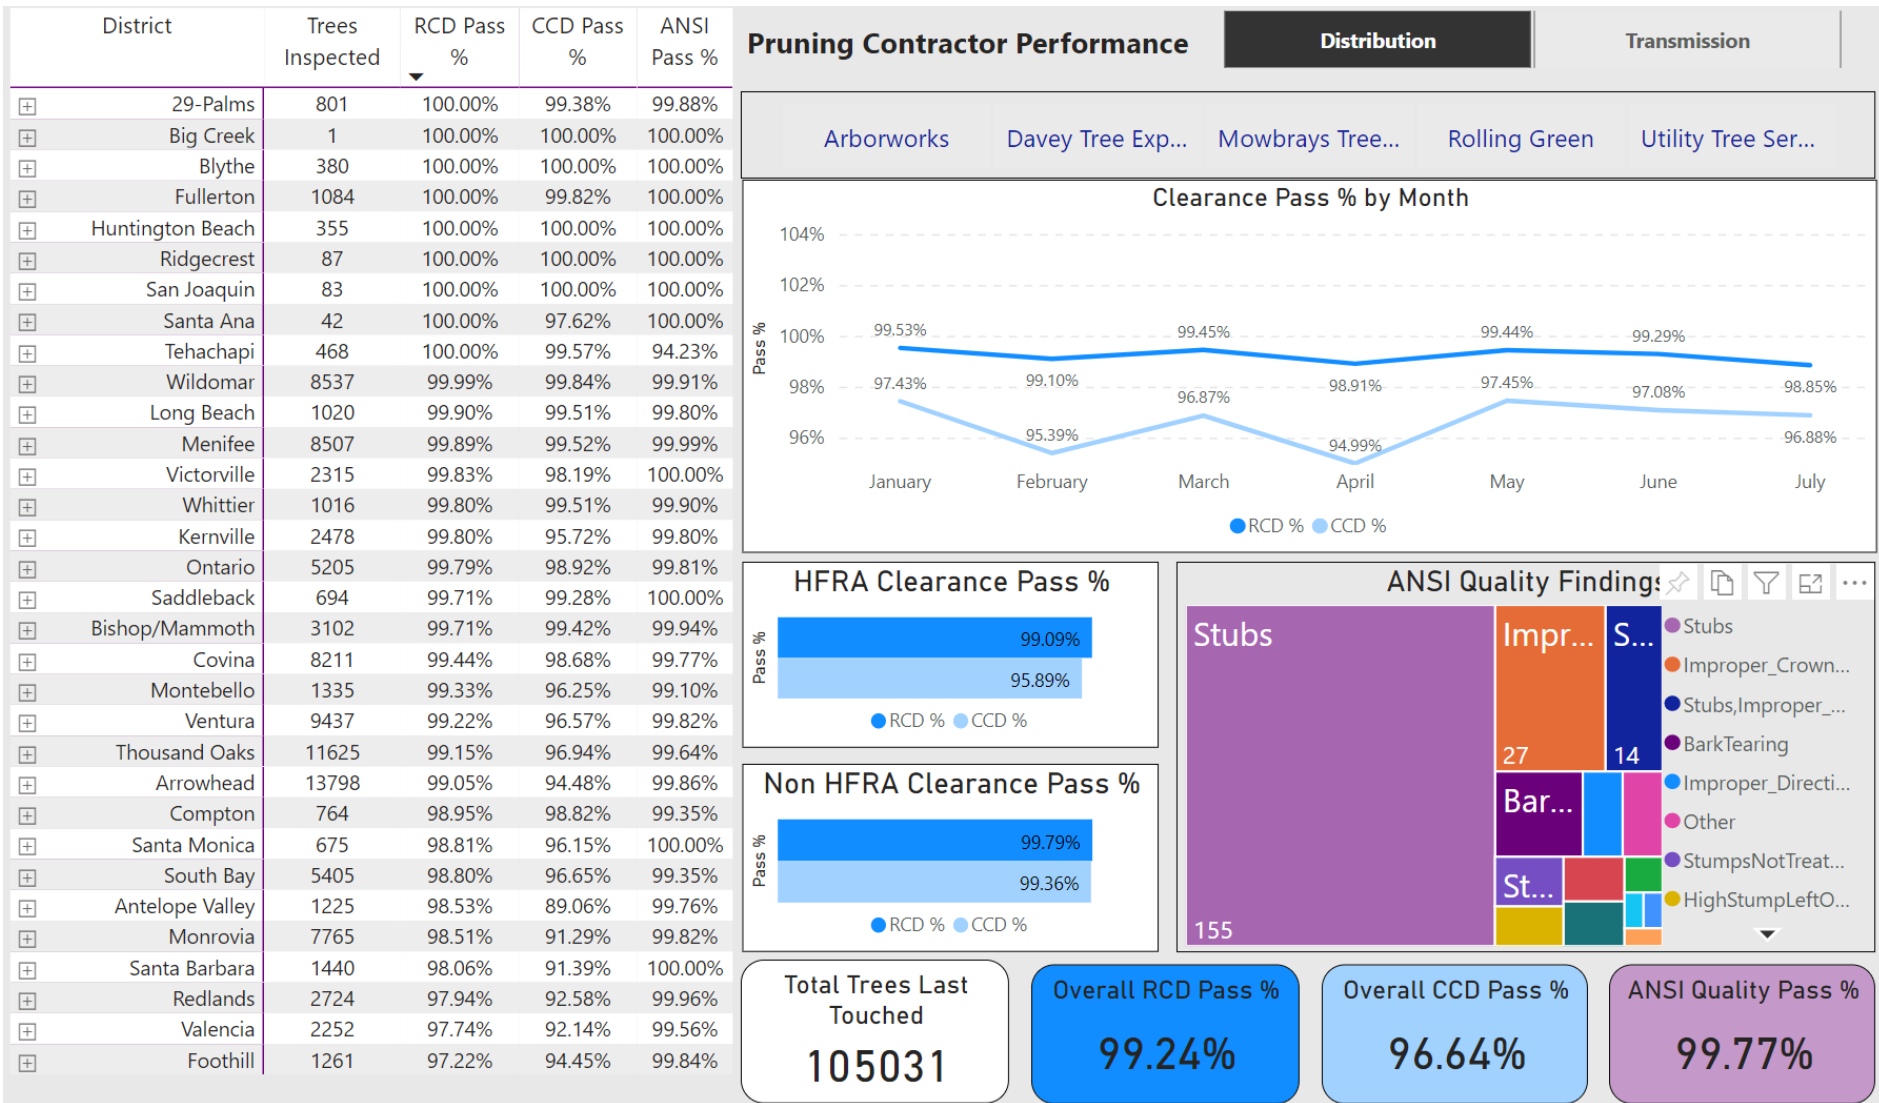 District Trees Inspected RCD Pass % CCD Pass % ANSI Pass %
29-Palms 801 100.00% 99.38% 99.88%
Big Creek 1 100.00% 100.00% 100.00%
Blythe 380 100.00% 100.00% 100.00%
Fullerton 1084 100.00% 99.82% 100.00%
Huntington Beach 355 100.00% 100.00% 100.00%
Ridgecrest 87 100.00% 100.00% 100.00%
San Joaquin 83 100.00% 100.00% 100.00%
Santa Ana 42 100.00% 97.62% 100.00%
Tehachapi 468 100.00% 99.57% 94.23%
Wildomar 8537 99.99% 99.84% 99.91%
Long Beach 1020 99.90% 99.51% 99.80%
Menifee 8507 99.89% 99.52% 99.99%
Victorville 2315 99.83% 98.19% 100.00%
Whittier 1016 99.80% 99.51% 99.90%
Kernville 2478 99.80% 95.72% 99.80%
Ontario 5205 99.79% 98.92% 99.81%
Saddleback 694 99.71% 99.28% 100.00%
Bishop/Mammoth 3102 99.71% 99.42% 99.94%
Covina 8211 99.44% 98.68% 99.77%
Montebello 1335 99.33% 96.25% 99.10%
Ventura 9437 99.22% 96.57% 99.82%
Thousand Oaks 11625 99.15% 96.94% 99.64%
Arrowhead 13798 99.05% 94.48% 99.86%
Compton 764 98.95% 98.82% 99.35%
Santa Monica 675 98.81% 96.15% 100.00%
South Bay 5405 98.80% 96.65% 99.35%
Antelope Valley 1225 98.53% 89.06% 99.76%
Monrovia 7765 98.51% 91.29% 99.82%
Santa Barbara 1440 98.06% 91.39% 100.00%
Redlands 2724 97.94% 92.58% 99.96%
Valencia 2252 97.74% 92.14% 99.56%
Foothill 1261 97.22% 94.45% 99.84%
Pruning Contractor Performance
Distribution
Transmission
Arborworks
Davey Tree Exp...
Mowbrays Tree...
Rolling Green
Utility Tree Ser...
Clearance Pass % by Month
Pass %
104%
102%
100%
98%
96%
99.53% 99.10% 99.45% 98.91% 99.44% 99.29% 98.85%
97.43% 95.39% 96.87% 94.99% 97.45% 97.08% 96.88%
January February March April May June July
RCD % CCD %
HFRA Clearance Pass %
Pass %
99.09%
95.89%
RCD % CCD %
Non HFRA Clearance Pass %
Pass %
99.79%
99.36%
RCD % CCD %
ANSI Quality Findings
Stubs
155
Impr...
27
S...
14
Bar...
St...
Stubs
Improper_Crown...
Stubs,Improper_...
BarkTearing
Improper_Directi...
Other
StumpsNotTreat...
HighStumpLeftO...
Total Trees Last Touched
105031
Overall RCD Pass %
99.24%
Overall CCD Pass %
96.64%
ANSI Quality Pass %
99.77%